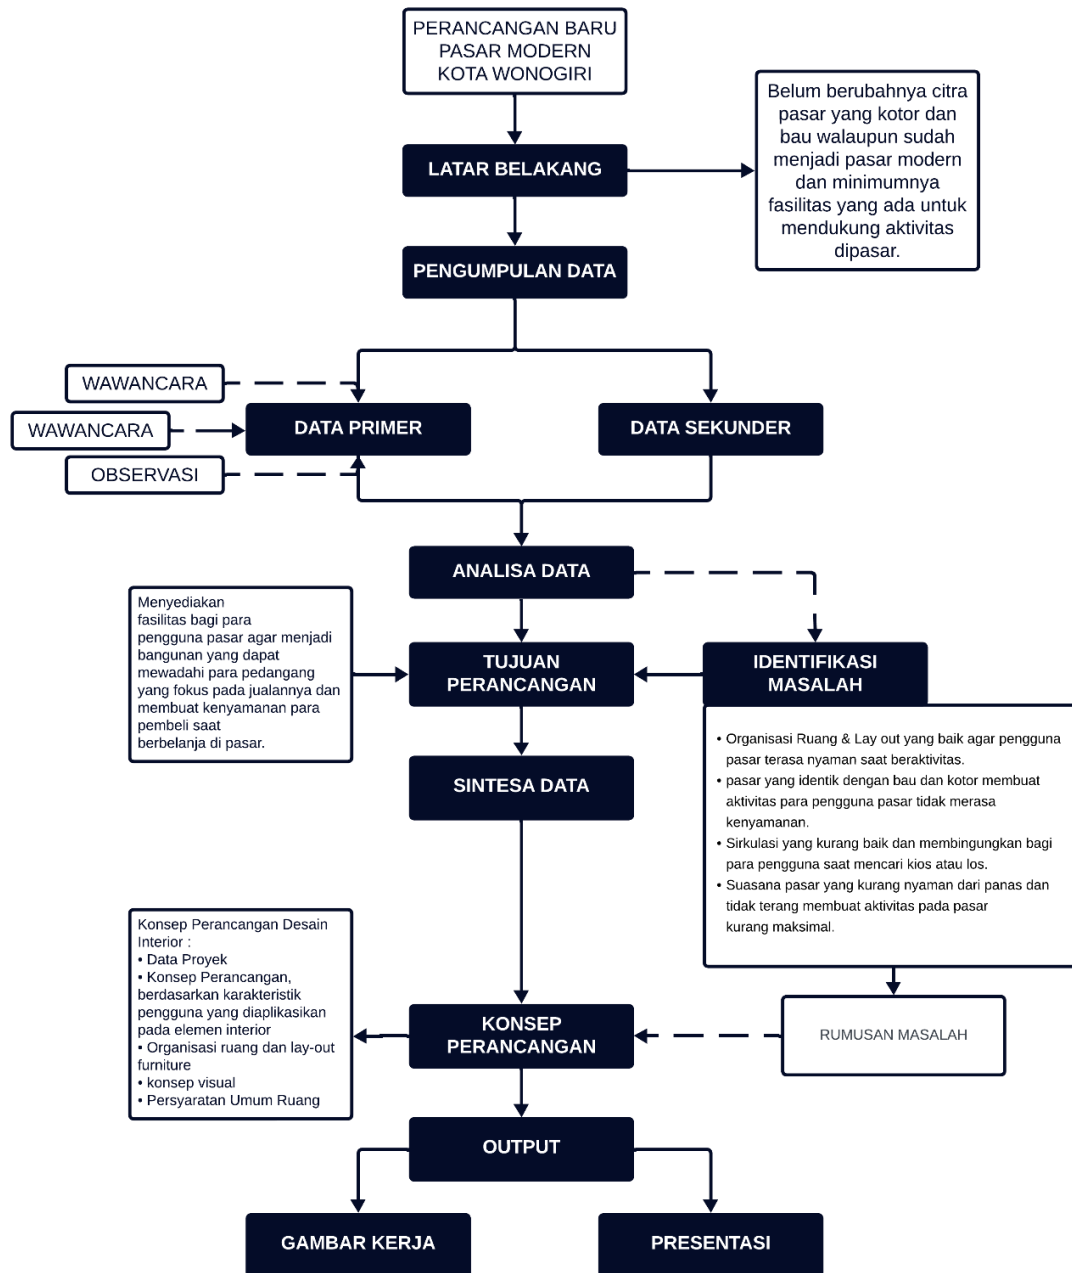 PERANCANGAN BARU
PASAR MODERN
KOTA WONOGIRI
Belum berubahnya citra
pasar yang kotor dan
bau walaupun sudah
menjadi pasar modern
dan minimumnya
fasilitas yang ada untuk
mendukung aktivitas
dipasar.
LATAR BELAKANG
PENGUMPULAN DATA
WAWANCARA
WAWANCARA
OBSERVASI
DATA PRIMER
DATA SEKUNDER
ANALISA DATA
Menyediakan
fasilitas bagi para
pengguna pasar agar menjadi
bangunan yang dapat
mewadahi para pedangang
yang fokus pada jualannya dan
membuat kenyamanan para
pembeli saat
berbelanja di pasar.
TUJUAN
PERANCANGAN
IDENTIFIKASI
MASALAH
• Organisasi Ruang & Lay out yang baik agar pengguna
pasar terasa nyaman saat beraktivitas.
• pasar yang identik dengan bau dan kotor membuat
aktivitas para pengguna pasar tidak merasa
kenyamanan.
• Sirkulasi yang kurang baik dan membingungkan bagi
para pengguna saat mencari kios atau los.
• Suasana pasar yang kurang nyaman dari panas dan
tidak terang membuat aktivitas pada pasar
kurang maksimal.
SINTESA DATA
Konsep Perancangan Desain
Interior :
• Data Proyek
• Konsep Perancangan,
berdasarkan karakteristik
pengguna yang diaplikasikan
pada elemen interior
• Organisasi ruang dan lay-out
furniture
• konsep visual
• Persyaratan Umum Ruang
KONSEP
PERANCANGAN
RUMUSAN MASALAH
OUTPUT
GAMBAR KERJA
PRESENTASI